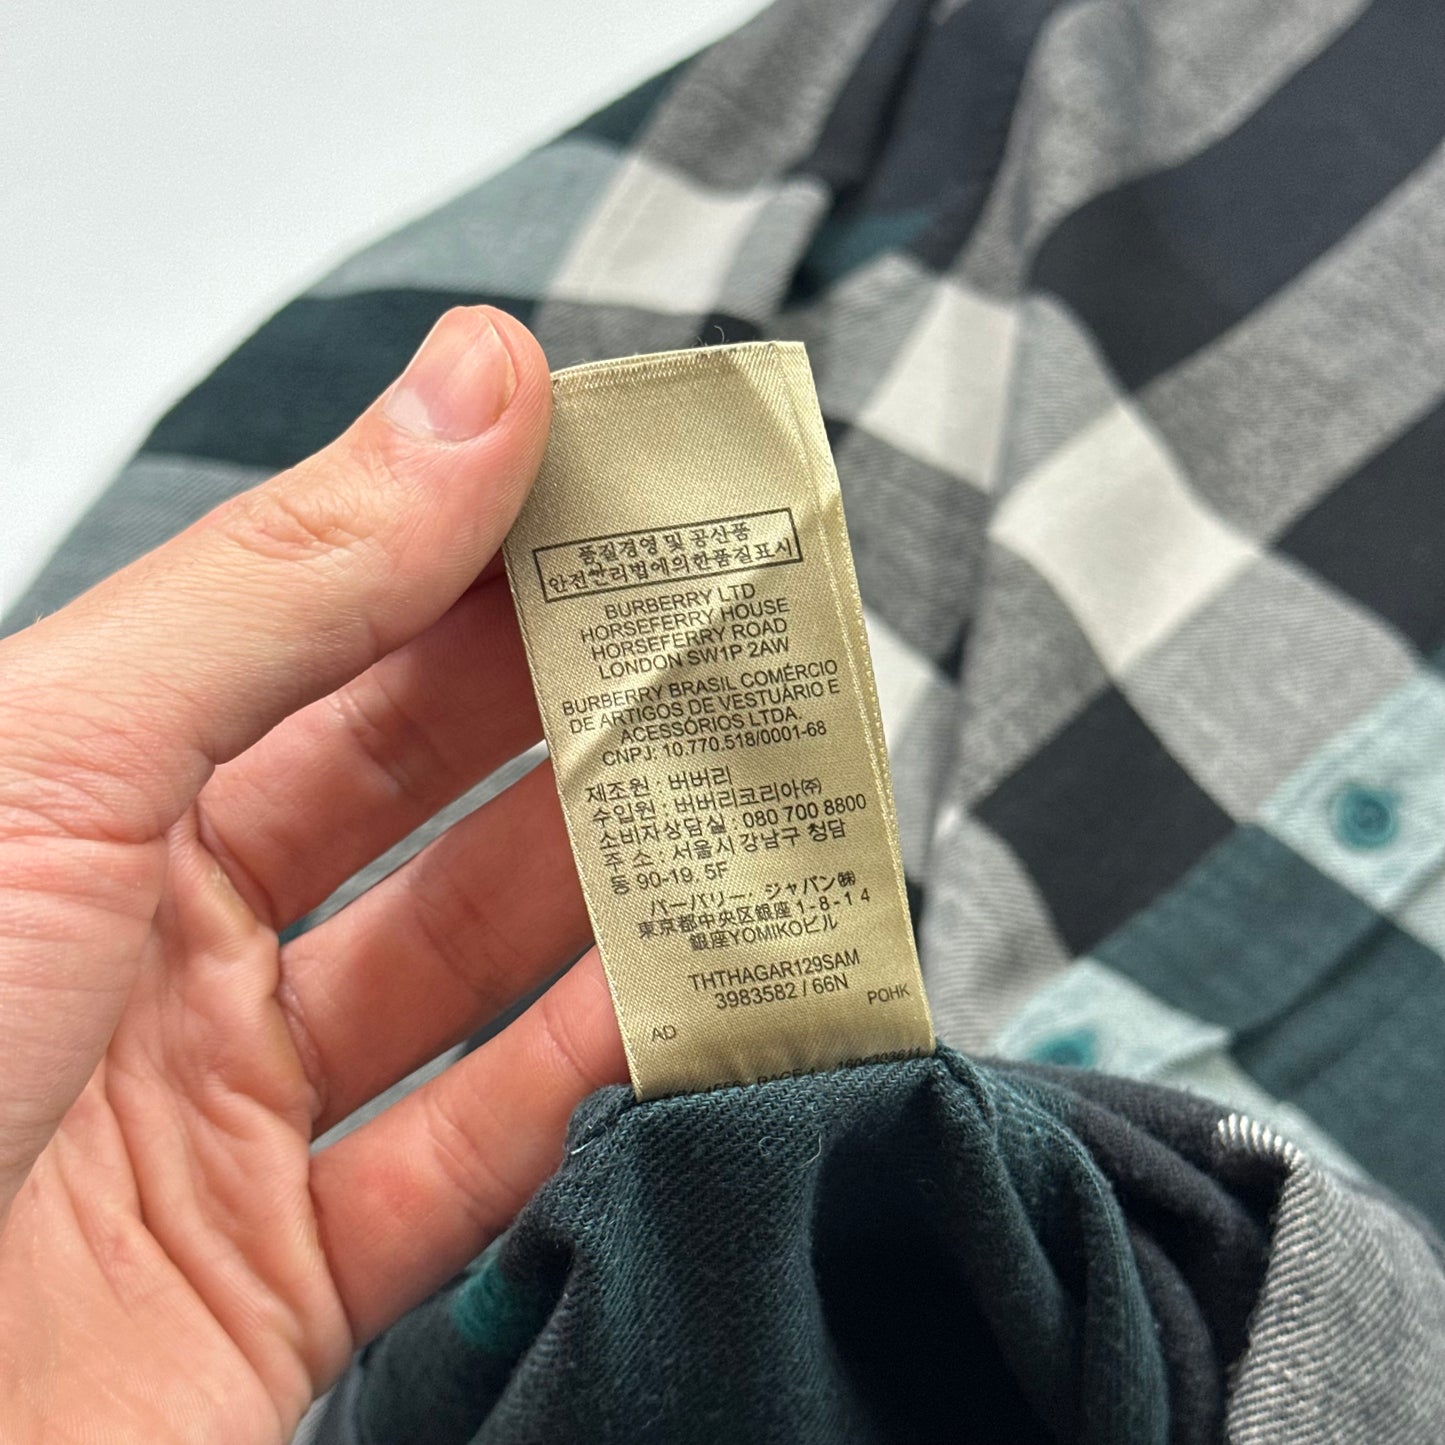 품질경영 및 공산품
안전관리법에의한품질표시
BURBERRY LTD
HORSEFERRY HOUSE
HORSEFERRY ROAD
LONDON SW1P 2AW
BURBERRY BRASIL COMÉRCIO
DE ARTIGOS DE VESTUÁRIO E
ACESSÓRIOS LTDA.
CNPJ: 10.770.518/0001-68
제조원 : 버버리
수입원 : 버버리코리아㈜
소비자상담실, 080 700 8800
주 소 : 서울시 강남구 청담
동 90-19, 5F
バーバリー・ジャパン㈱
東京都中央区銀座1-8-14
銀座YOMIKOビル
THTHAGAR129SAM
3983582 / 66N
AD POHK